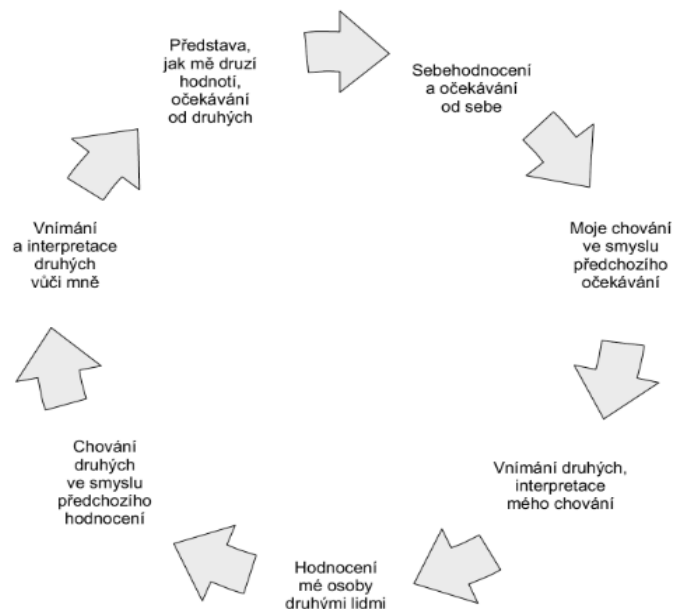 Představa,
jak mě druzí
hodnotí,
očekávání
od druhých
Sebehodnocení
a očekávání
od sebe
Moje chování
ve smyslu
předchozího
očekávání
Vnímání druhých,
interpretace
mého chování
Hodnocení
mé osoby
druhými lidmi
Chování
druhých
ve smyslu
předchozího
hodnocení
Vnímání
a interpretace
druhých
vůči mně